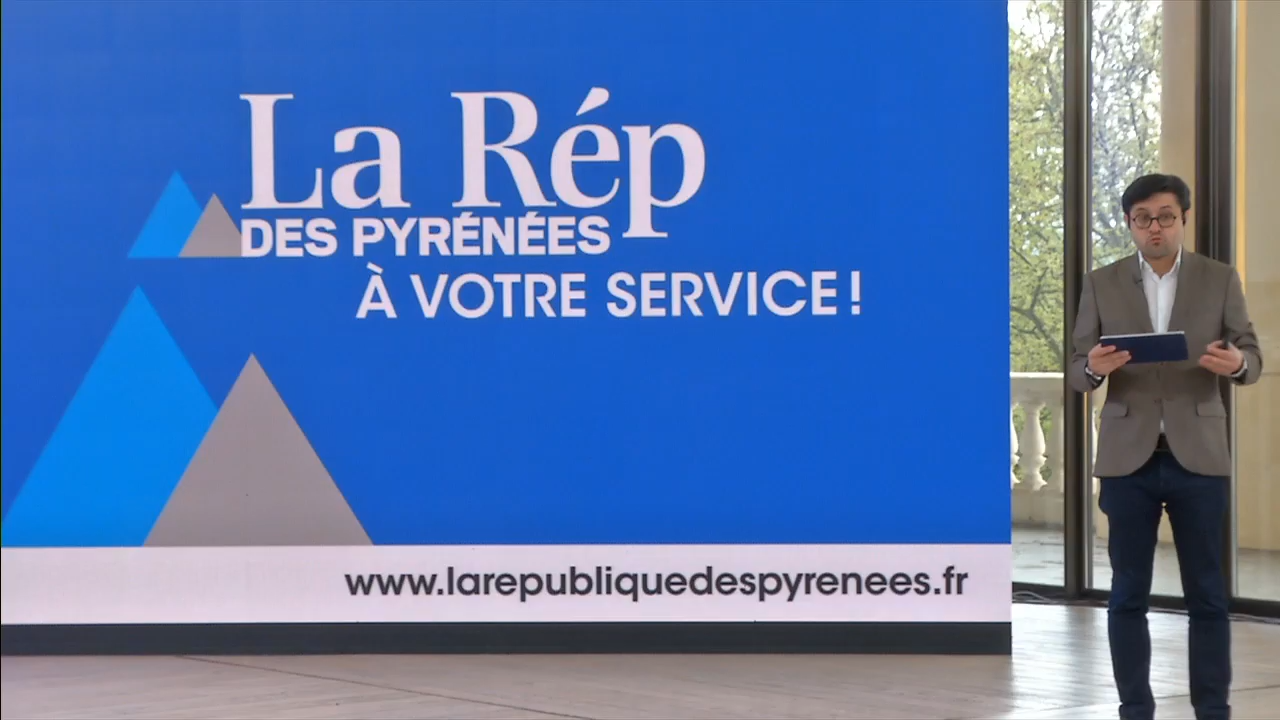 La Rép
DES PYRÉNÉES
À VOTRE SERVICE !
www.larepubliquedespyrenees.fr